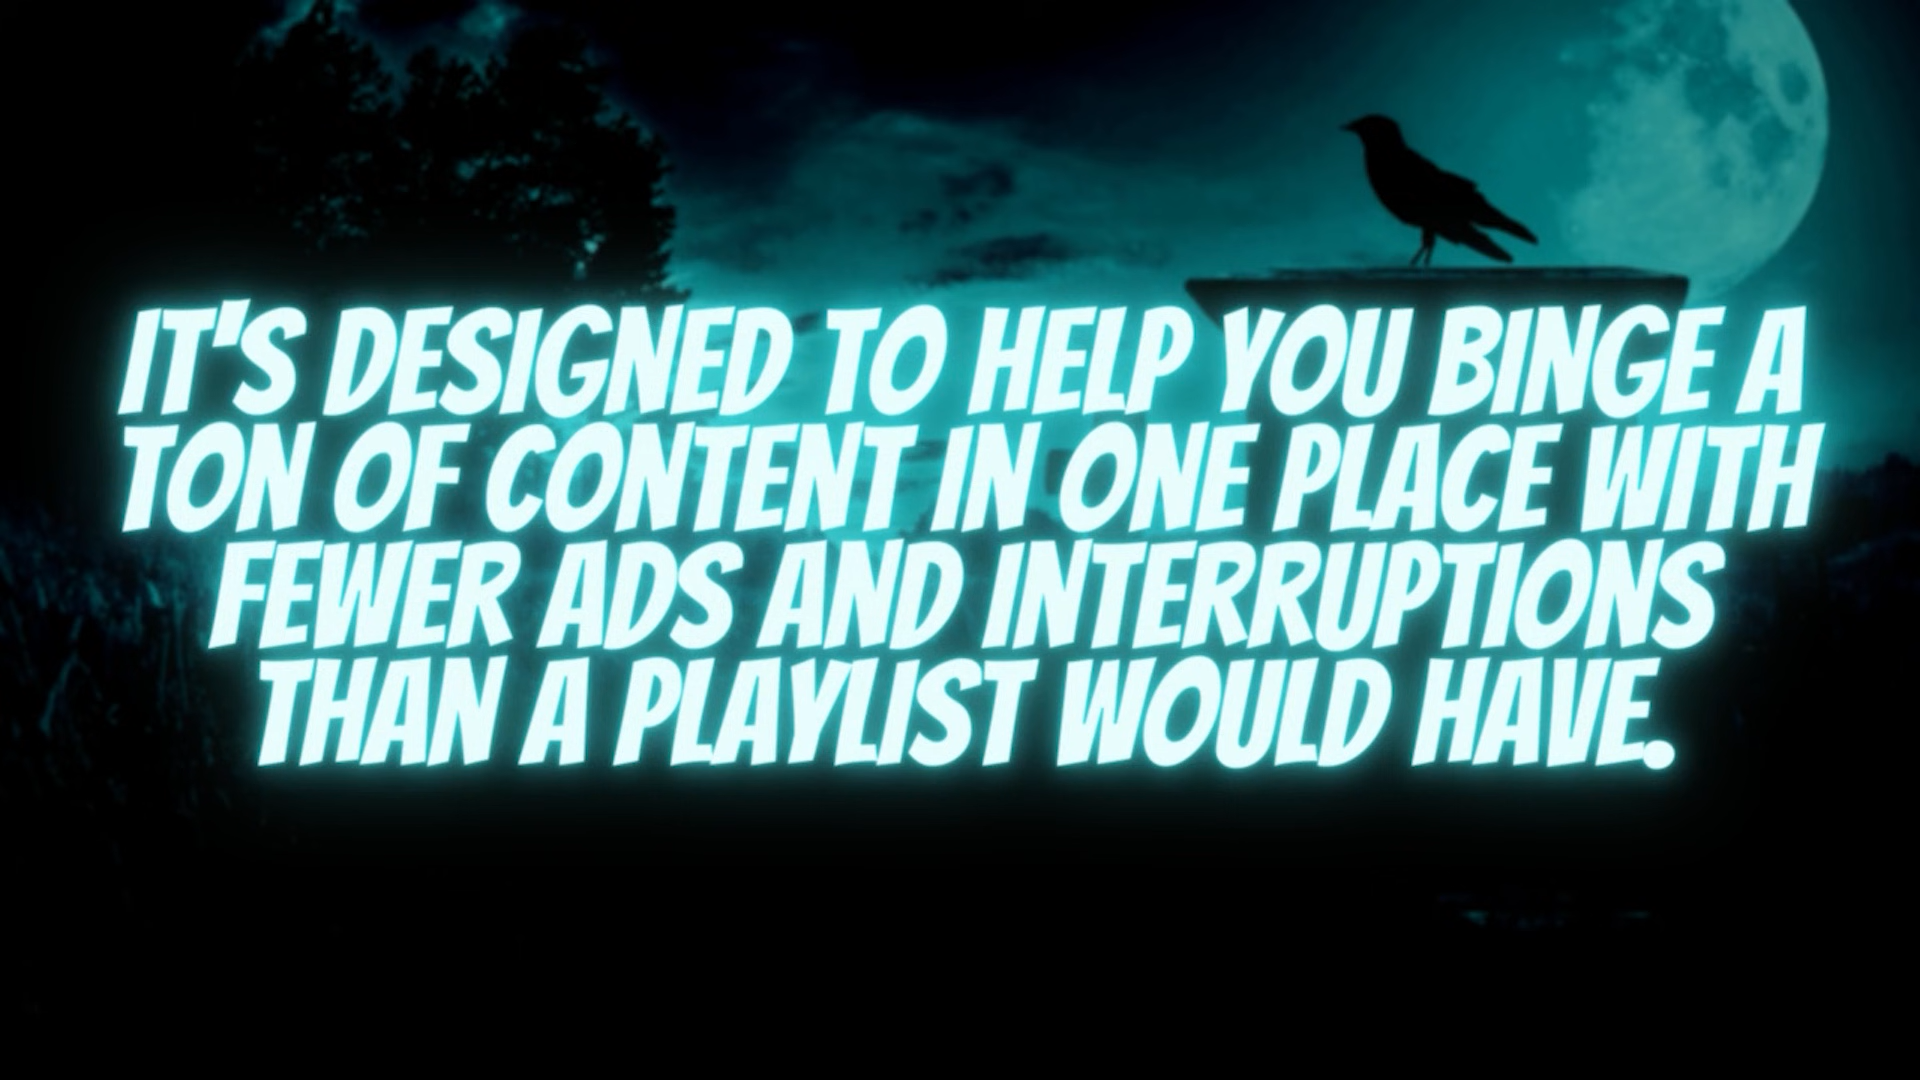 IT'S DESIGNED TO HELP YOU BINGE A
TON OF CONTENT IN ONE PLACE WITH
FEWER ADS AND INTERRUPTIONS
THAN A PLAYLIST WOULD HAVE.